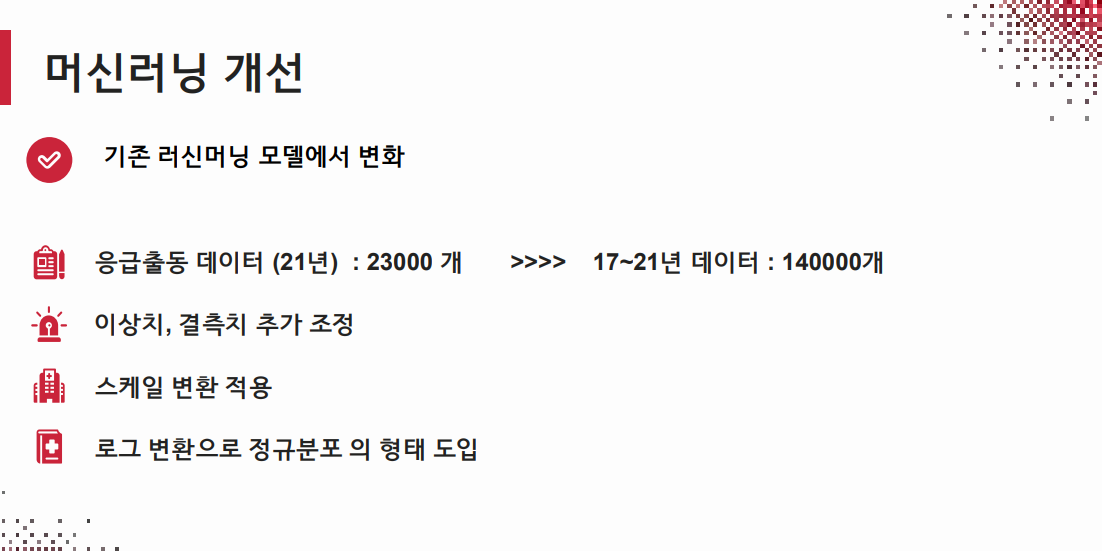 머신러닝 개선
기존 러신머닝 모델에서 변화
응급출동 데이터 (21년) : 23000 개 >>>> 17~21년 데이터 : 140000개
이상치, 결측치 추가 조정
스케일 변환 적용
로그 변환으로 정규분포 의 형태 도입